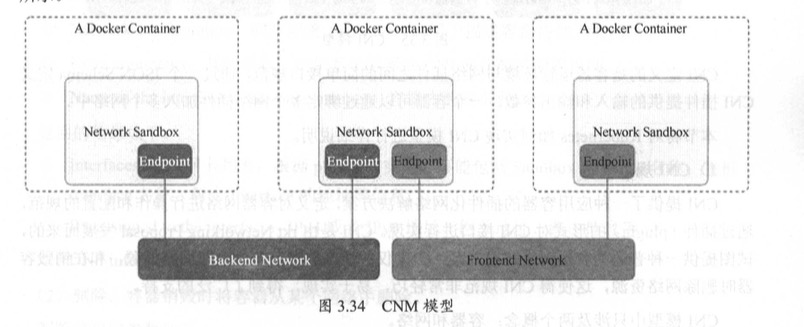 A Docker Container
A Docker Container
A Docker Container
Network Sandbox
Network Sandbox
Network Sandbox
Endpoint
Endpoint
Endpoint
Endpoint
Backend Network
Frontend Network
图 3.34 CNM 模型